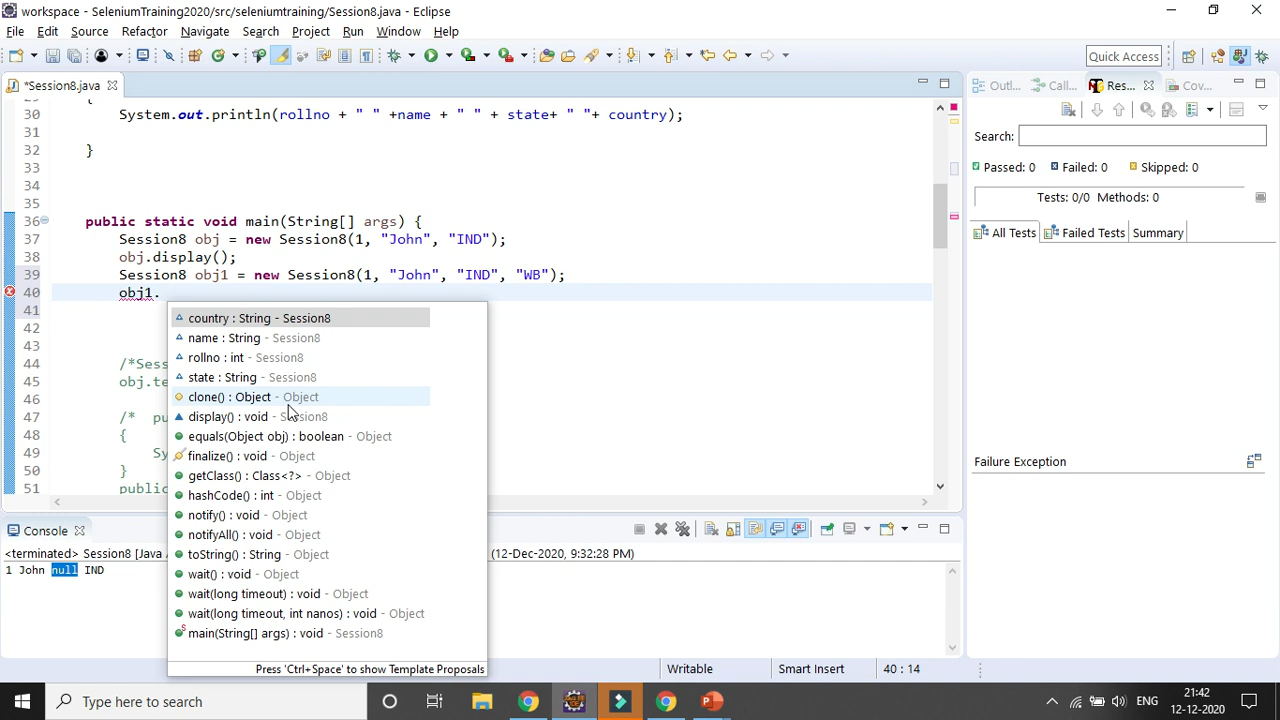 workspace - SeleniumTraining2020/src/seleniumtraining/Session8.java - Eclipse
File Edit Source Refactor Navigate Search Project Run Window Help
Quick Access
*Session8.java
Outl... Call... Res... Cov...
30 System.out.println(rollno + " " +name + " " + state+ " "+ country);
31
32 }
33
34
35
36 public static void main(String[] args) {
37 Session8 obj = new Session8(1, "John", "IND");
38 obj.display();
39 Session8 obj1 = new Session8(1, "John", "IND", "WB");
40 obj1.
41
42
44 /*Ses
45 obj.te
46
47 /* pu
48 {
49 Sy
50 }
51 public
country : String - Session8
name : String - Session8
rollno : int - Session8
state : String - Session8
clone() : Object - Object
display() : void - Session8
equals(Object obj) : boolean - Object
finalize() : void - Object
getClass() : Class<?> - Object
hashCode() : int - Object
notify() : void - Object
notifyAll() : void - Object
toString() : String - Object
wait() : void - Object
wait(long timeout) : void - Object
wait(long timeout, int nanos) : void - Object
main(String[] args) : void - Session8
Press 'Ctrl+Space' to show Template Proposals
Search:
Passed: 0 Failed: 0 Skipped: 0
Tests: 0/0 Methods: 0
All Tests Failed Tests Summary
Failure Exception
Console
<terminated> Session8 [Java (12-Dec-2020, 9:32:28 PM)
1 John null IND
Writable Smart Insert 40 : 14
Type here to search
ENG
21:42
12-12-2020